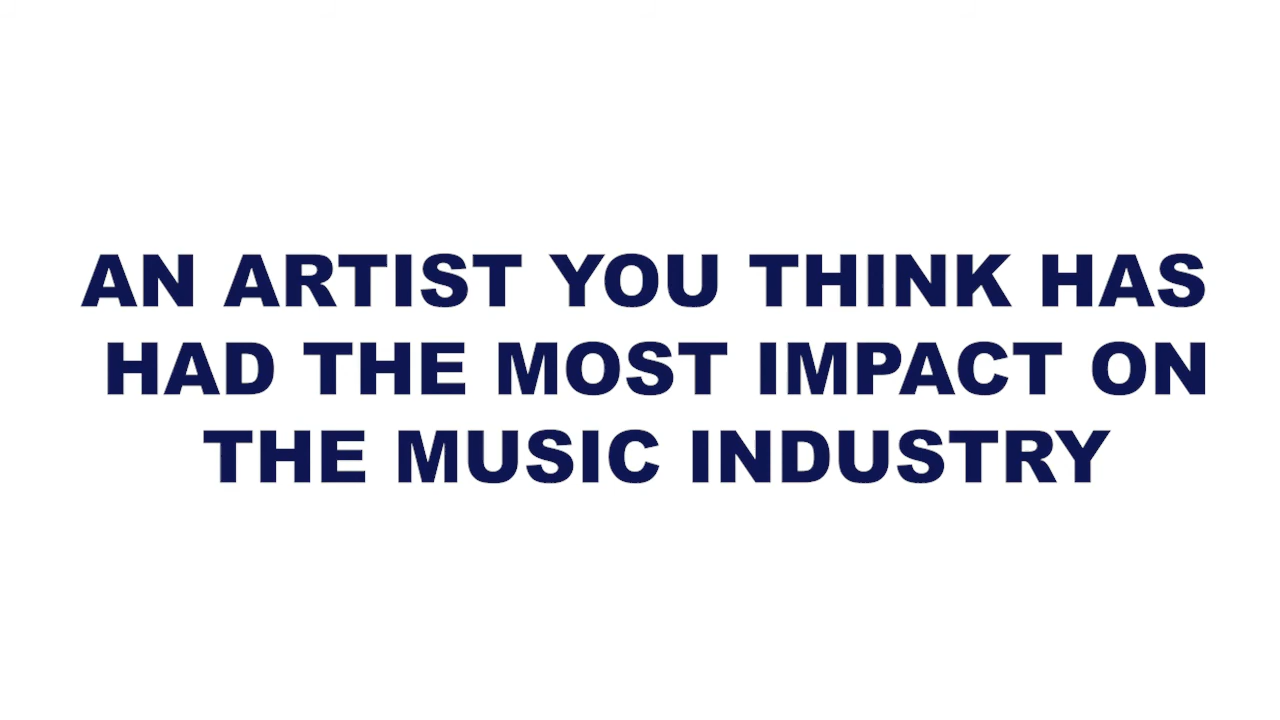 AN ARTIST YOU THINK HAS
HAD THE MOST IMPACT ON
THE MUSIC INDUSTRY